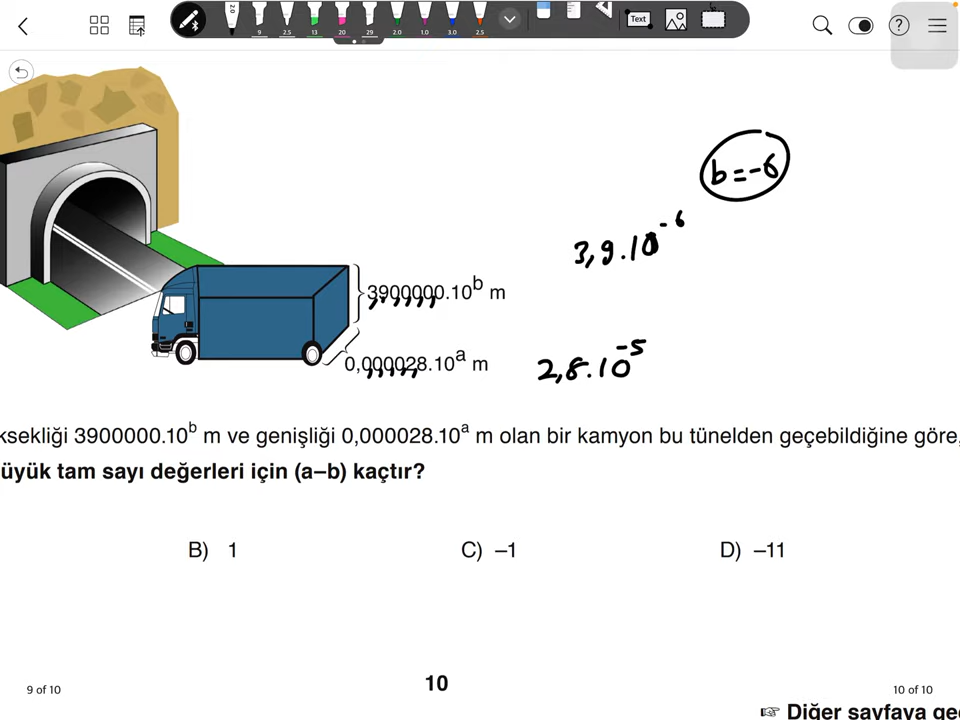 2.0
9
2.5
13
20
29
2.0
1.0
3.0
2.5
Text
?
b=-6
3,9.10^-6
3900000.10^b m
0,000028.10^a m
2,8.10^-5
ksekliği 3900000.10^b m ve genişliği 0,000028.10^a m olan bir kamyon bu tünelden geçebildiğine göre,
üyük tam sayı değerleri için (a–b) kaçtır?
B) 1
C) –1
D) –11
9 of 10
10
10 of 10
☞ Diğer sayfaya geç